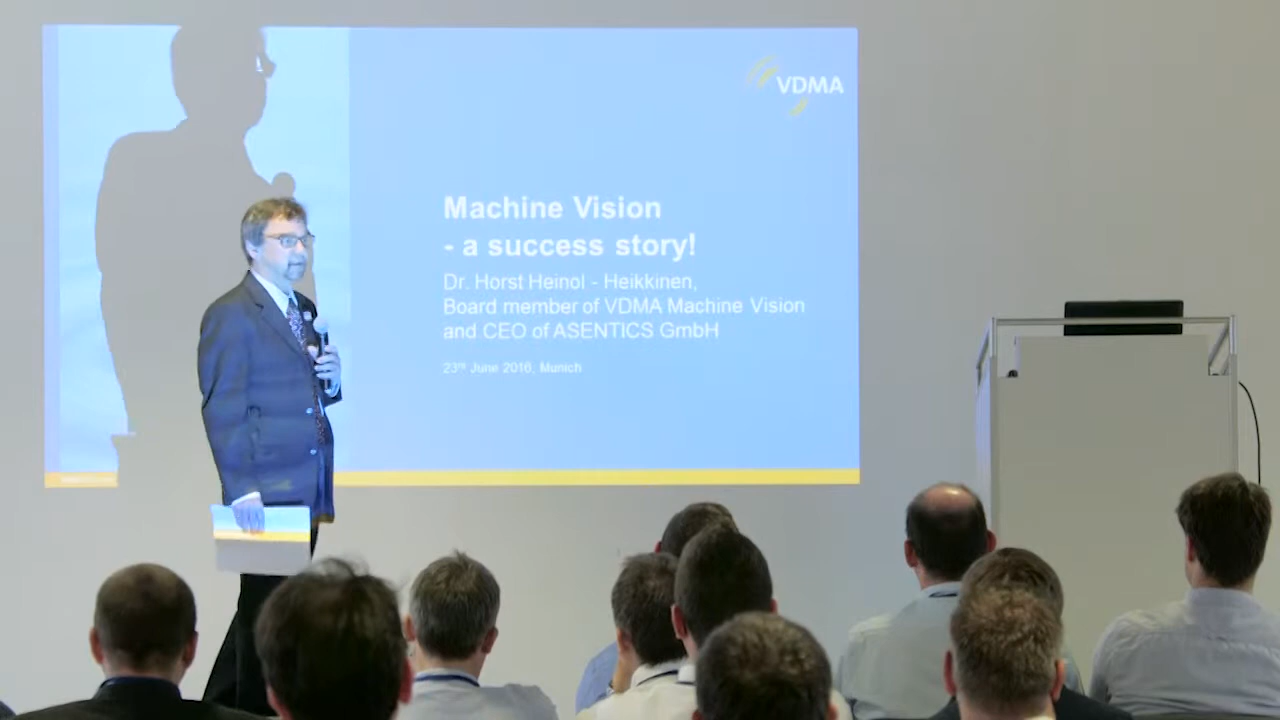 VDMA
Machine Vision
- a success story!
Dr. Horst Heinol - Heikkinen,
Board member of VDMA Machine Vision
and CEO of ASENTICS GmbH
23rd June 2016, Munich